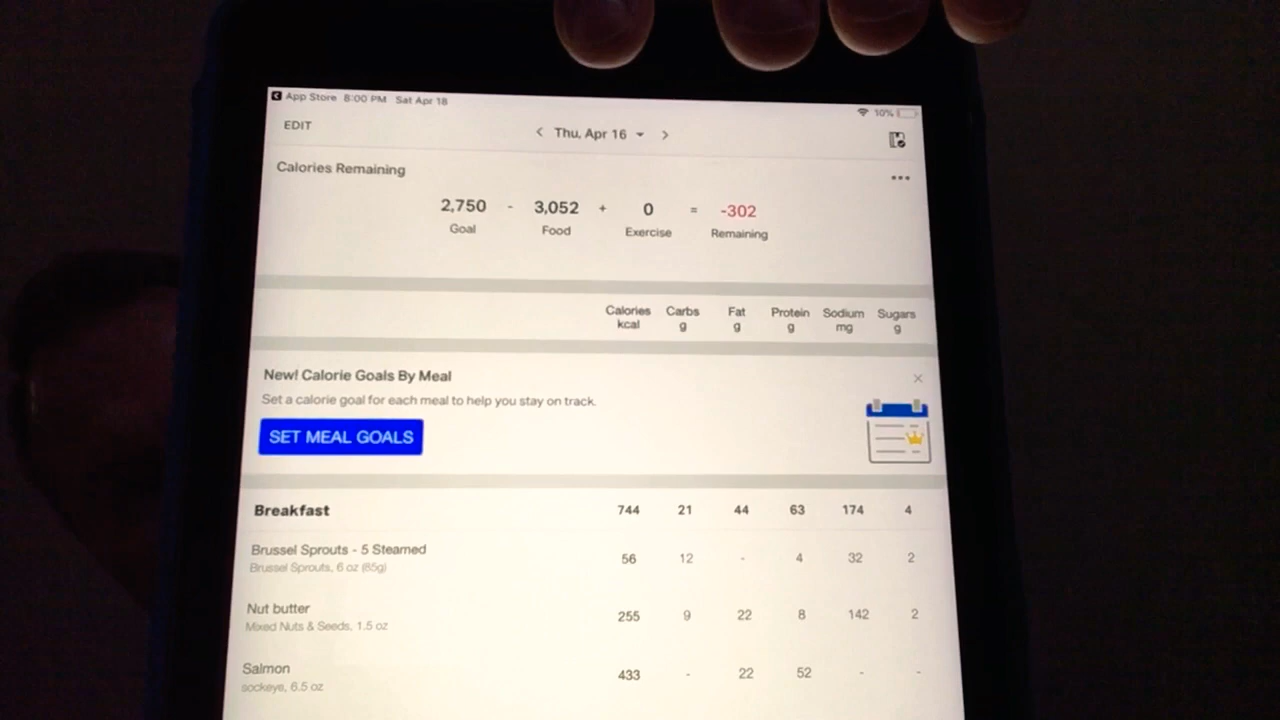 App Store 8:00 PM Sat Apr 18
10%
EDIT
< Thu, Apr 16 >
Calories Remaining
2,750 - 3,052 + 0 = -302
Goal Food Exercise Remaining
Calories Carbs Fat Protein Sodium Sugars
kcal g g g mg g
New! Calorie Goals By Meal
Set a calorie goal for each meal to help you stay on track.
SET MEAL GOALS
Breakfast 744 21 44 63 174 4
Brussel Sprouts - 5 Steamed
Brussel Sprouts, 6 oz (85g)
56 12 - 4 32 2
Nut butter
Mixed Nuts & Seeds, 1.5 oz
255 9 22 8 142 2
Salmon
sockeye, 6.5 oz
433 - 22 52 - -